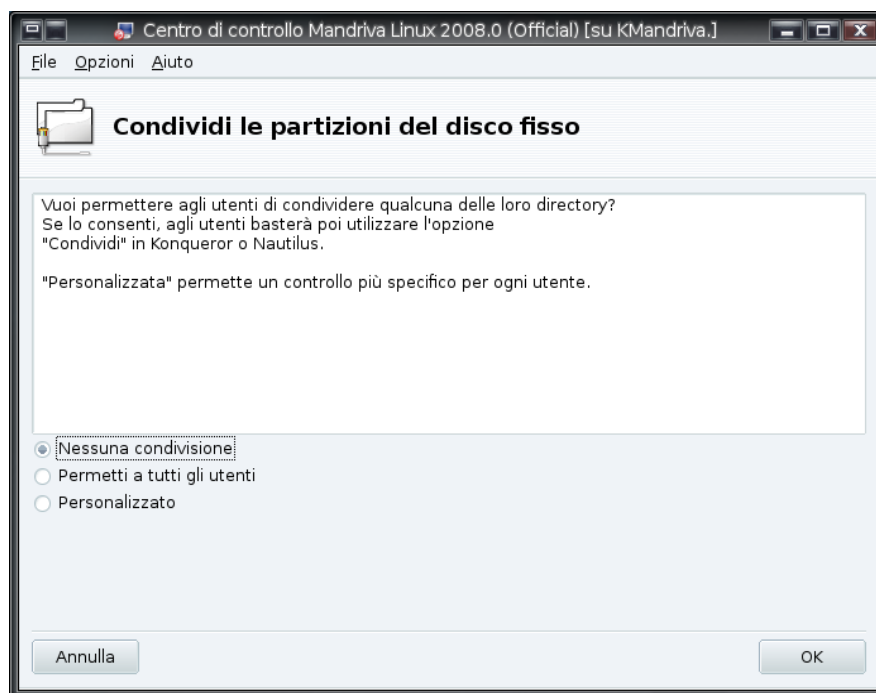 Centro di controllo Mandriva Linux 2008.0 (Official) [su KMandriva.]
File Opzioni Aiuto
Condividi le partizioni del disco fisso
Vuoi permettere agli utenti di condividere qualcuna delle loro directory?
Se lo consenti, agli utenti basterà poi utilizzare l'opzione
"Condividi" in Konqueror o Nautilus.
"Personalizzata" permette un controllo più specifico per ogni utente.
Nessuna condivisione
Permetti a tutti gli utenti
Personalizzato
Annulla OK